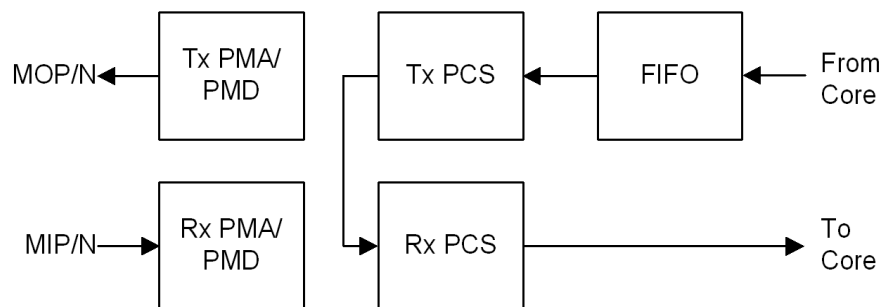 MOP/N
Tx PMA/
PMD
Tx PCS
FIFO
From
Core
MIP/N
Rx PMA/
PMD
Rx PCS
To
Core